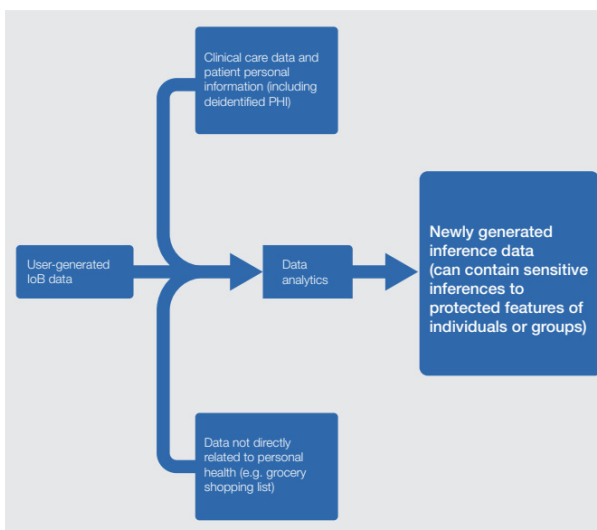 Clinical care data and
patient personal
information (including
deidentified PHI)
User-generated
IoB data
Data
analytics
Newly generated
inference data
(can contain sensitive
inferences to
protected features of
individuals or groups)
Data not directly
related to personal
health (e.g. grocery
shopping list)